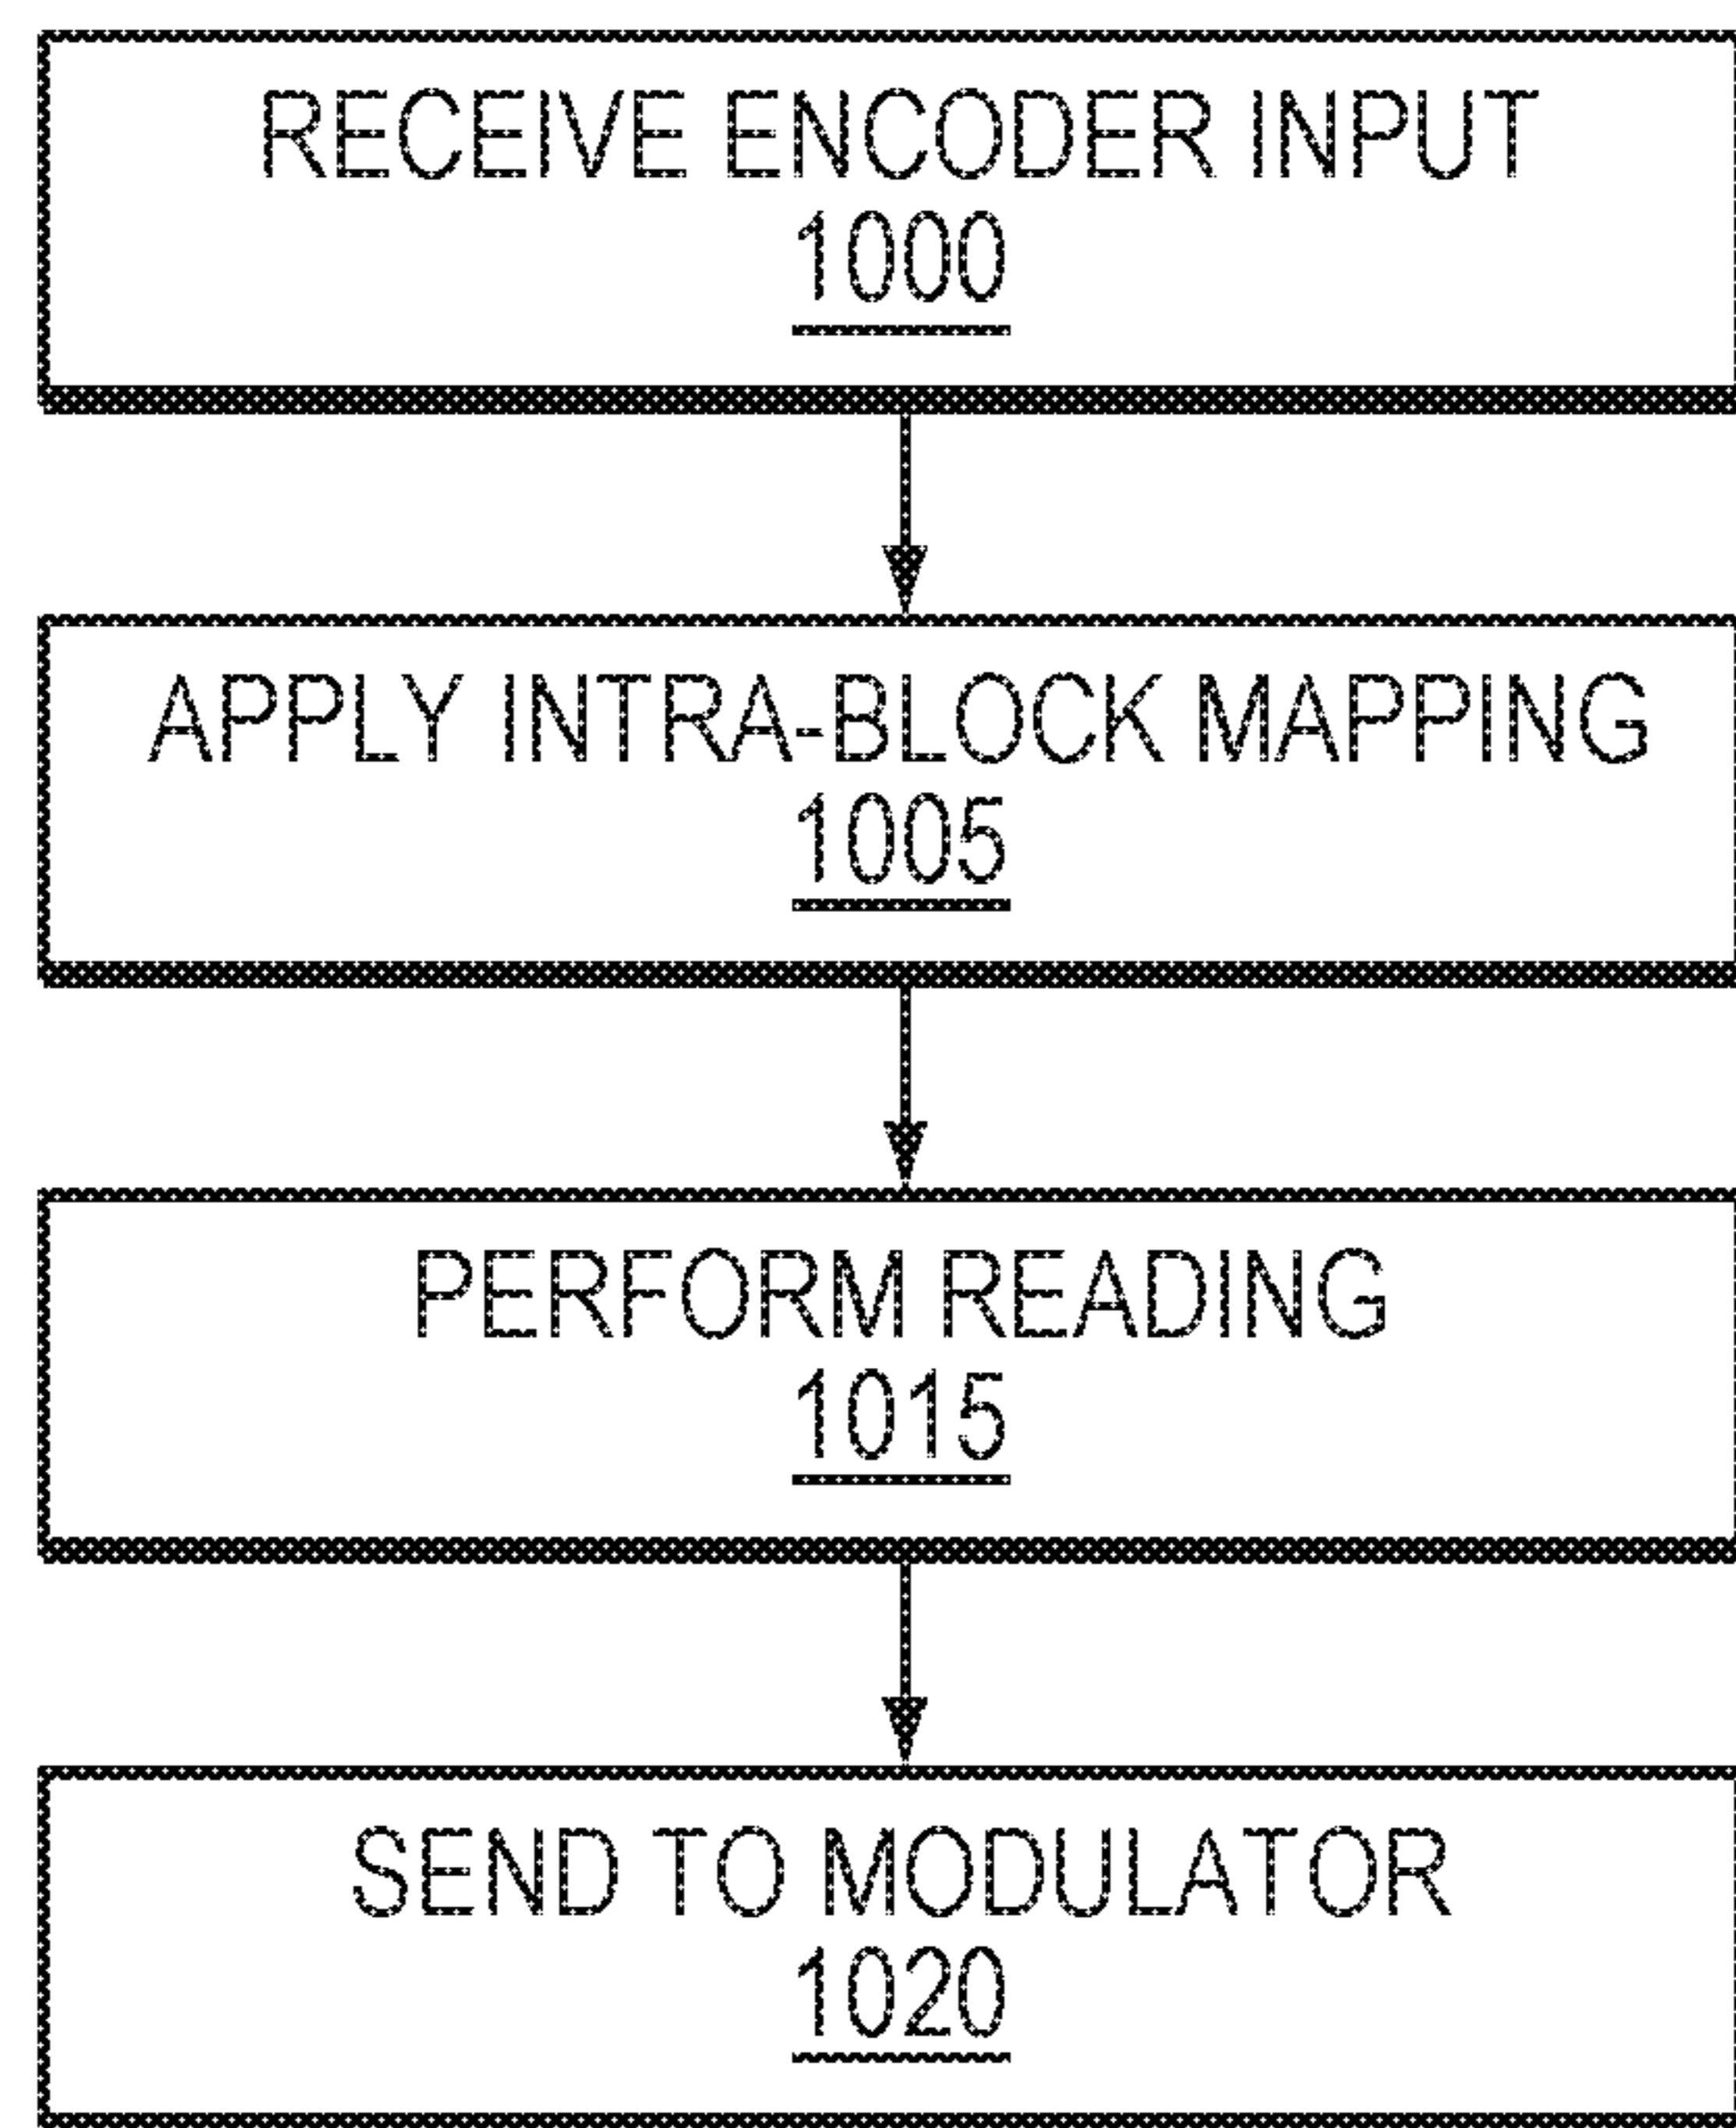 RECEIVE ENCODER INPUT
1000
APPLY INTRA-BLOCK MAPPING
1005
PERFORM READING
1015
SEND TO MODULATOR
1020